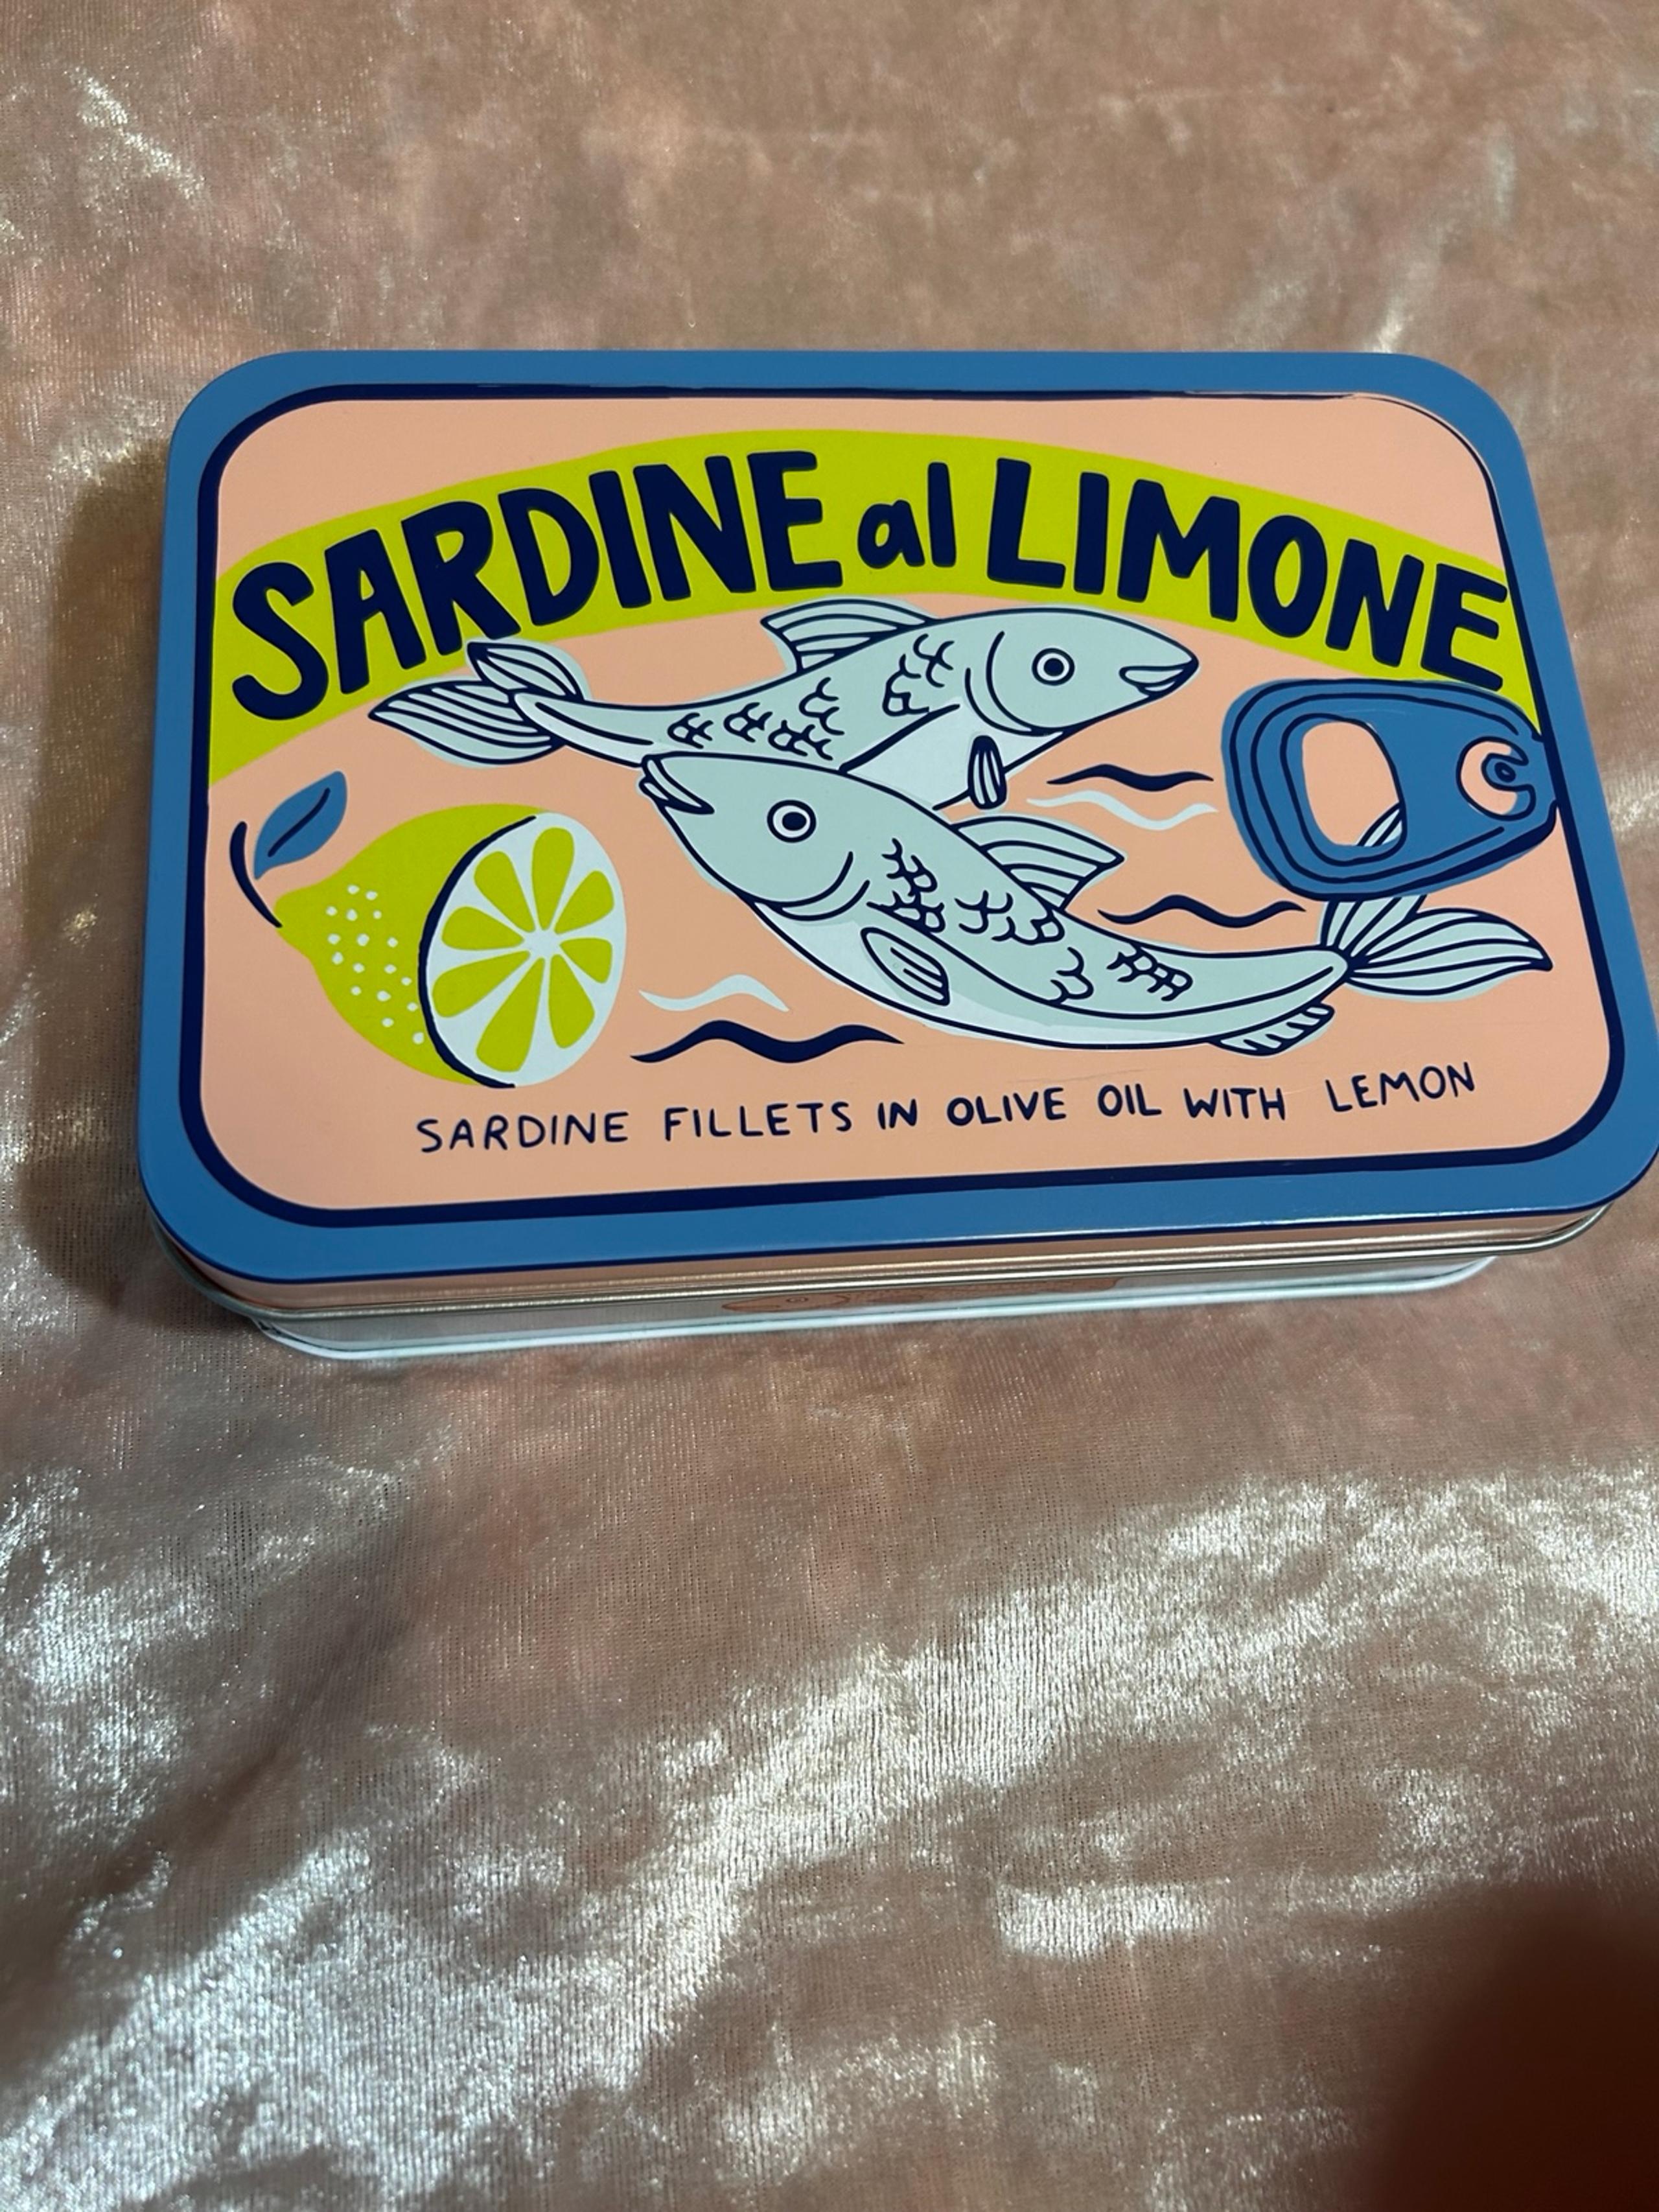 SARDINE al LIMONE
SARDINE FILLETS IN OLIVE OIL WITH LEMON